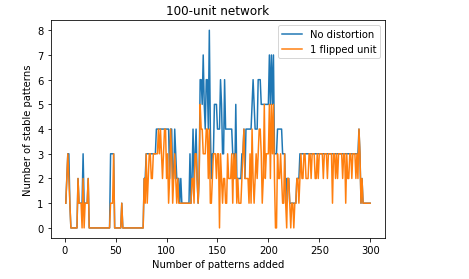 100-unit network
No distortion
1 flipped unit
Number of stable patterns
8
7
6
5
4
3
2
1
0
0 50 100 150 200 250 300
Number of patterns added